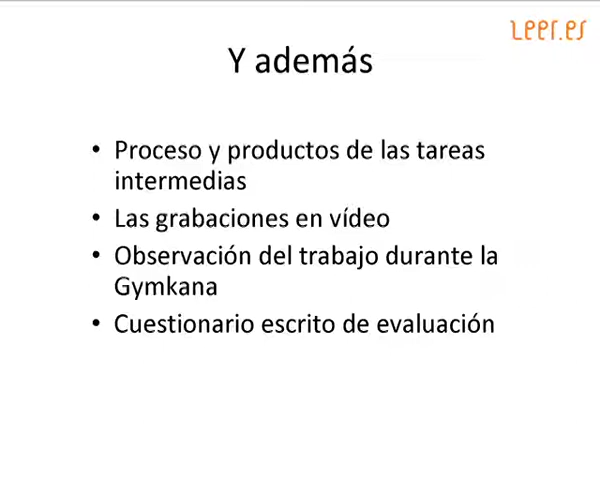 Leer.es
Y además
• Proceso y productos de las tareas
intermedias
• Las grabaciones en vídeo
• Observación del trabajo durante la
Gymkana
• Cuestionario escrito de evaluación